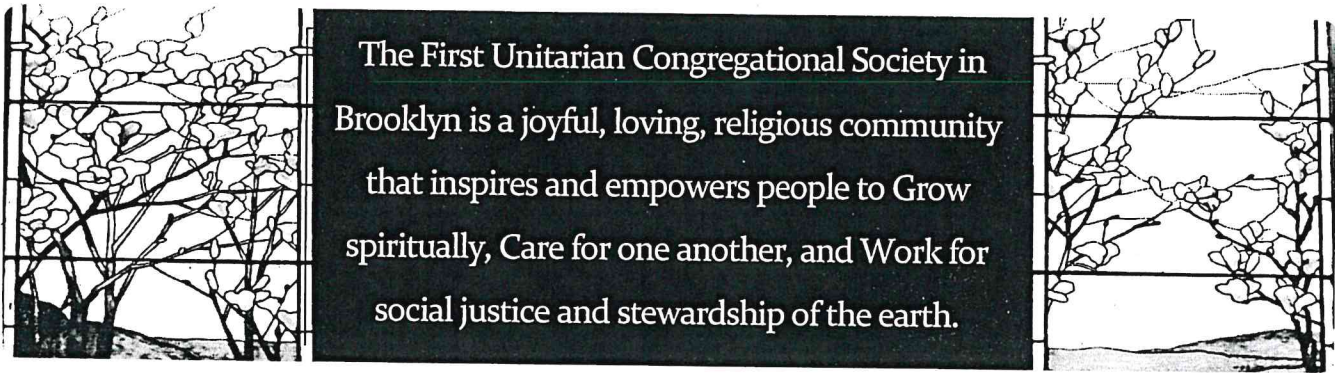 The First Unitarian Congregational Society in
Brooklyn is a joyful, loving, religious community
that inspires and empowers people to Grow
spiritually, Care for one another, and Work for
social justice and stewardship of the earth.